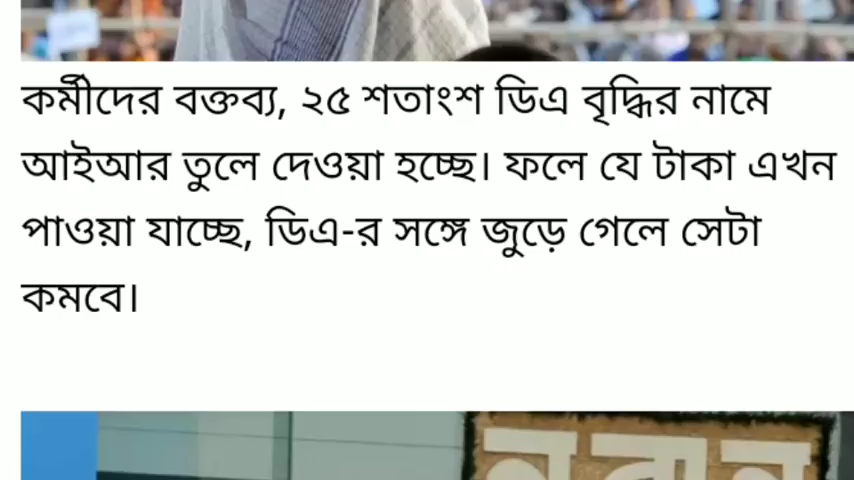 কর্মীদের বক্তব্য, ২৫ শতাংশ ডিএ বৃদ্ধির নামে
আইআর তুলে দেওয়া হচ্ছে। ফলে যে টাকা এখন
পাওয়া যাচ্ছে, ডিএ-র সঙ্গে জুড়ে গেলে সেটা
কমবে।